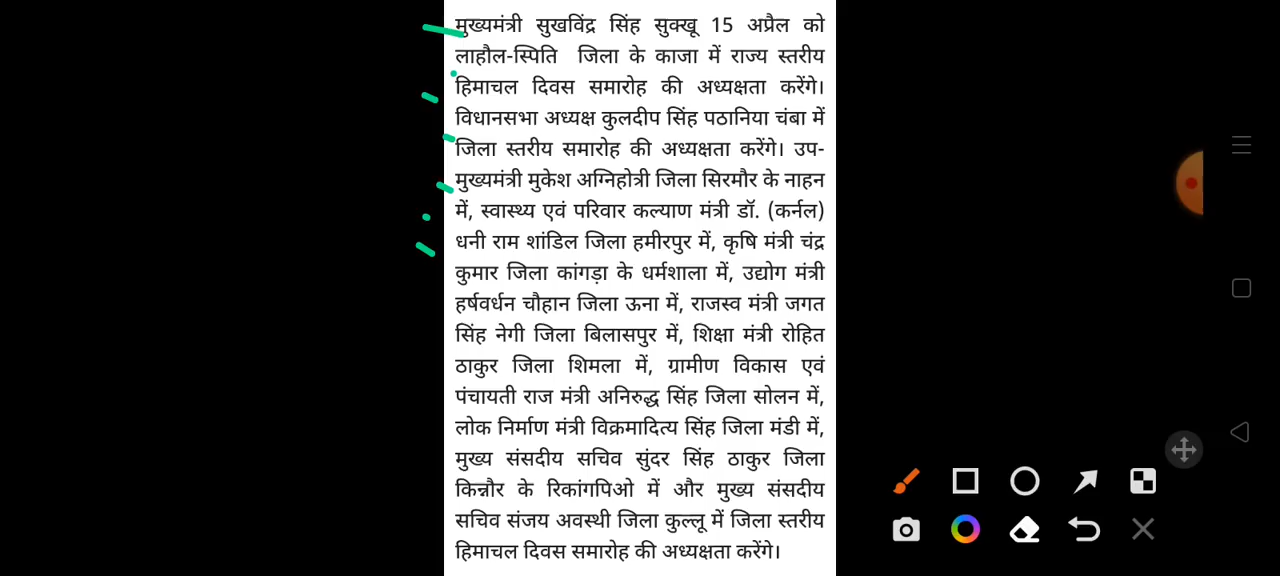 मुख्यमंत्री सुखविंद्र सिंह सुक्खू 15 अप्रैल को
लाहौल-स्पिति जिला के काजा में राज्य स्तरीय
हिमाचल दिवस समारोह की अध्यक्षता करेंगे।
विधानसभा अध्यक्ष कुलदीप सिंह पठानिया चंबा में
जिला स्तरीय समारोह की अध्यक्षता करेंगे। उप-
मुख्यमंत्री मुकेश अग्निहोत्री जिला सिरमौर के नाहन
में, स्वास्थ्य एवं परिवार कल्याण मंत्री डॉ. (कर्नल)
धनी राम शांडिल जिला हमीरपुर में, कृषि मंत्री चंद्र
कुमार जिला कांगड़ा के धर्मशाला में, उद्योग मंत्री
हर्षवर्धन चौहान जिला ऊना में, राजस्व मंत्री जगत
सिंह नेगी जिला बिलासपुर में, शिक्षा मंत्री रोहित
ठाकुर जिला शिमला में, ग्रामीण विकास एवं
पंचायती राज मंत्री अनिरुद्ध सिंह जिला सोलन में,
लोक निर्माण मंत्री विक्रमादित्य सिंह जिला मंडी में,
मुख्य संसदीय सचिव सुंदर सिंह ठाकुर जिला
किन्नौर के रिकांगपिओ में और मुख्य संसदीय
सचिव संजय अवस्थी जिला कुल्लू में जिला स्तरीय
हिमाचल दिवस समारोह की अध्यक्षता करेंगे।